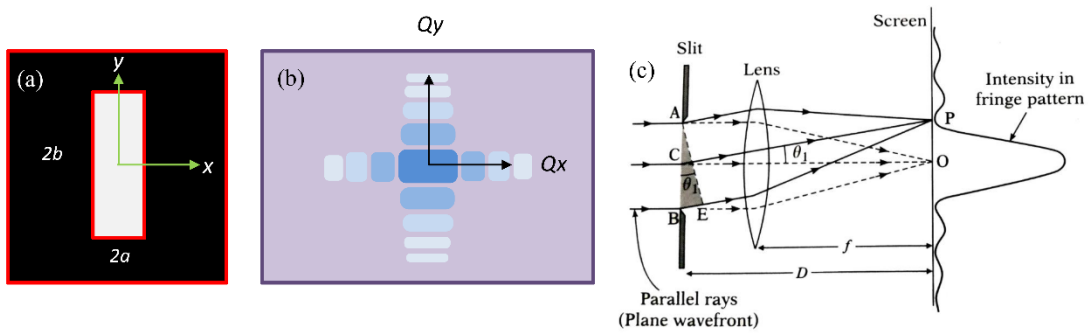 (a)
y
x
2b
2a
Qy
(b)
Qx
(c)
Screen
Slit
Lens
Intensity in
fringe pattern
A
P
C
θ₁
O
θ₁
B
E
f
D
Parallel rays
(Plane wavefront)